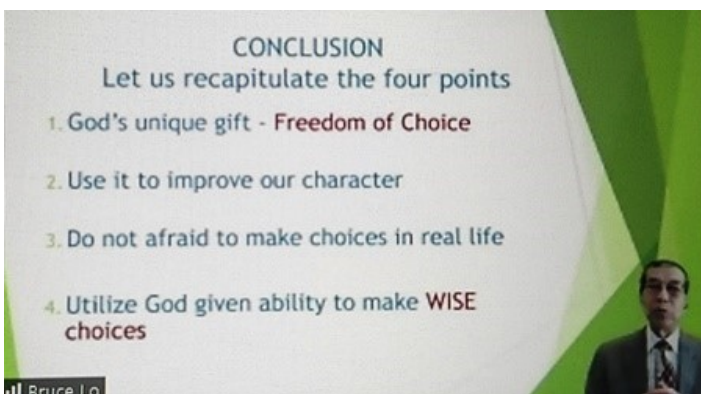 CONCLUSION
Let us recapitulate the four points
1. God's unique gift - Freedom of Choice
2. Use it to improve our character
3. Do not afraid to make choices in real life
4. Utilize God given ability to make WISE
choices
Bruce Lo